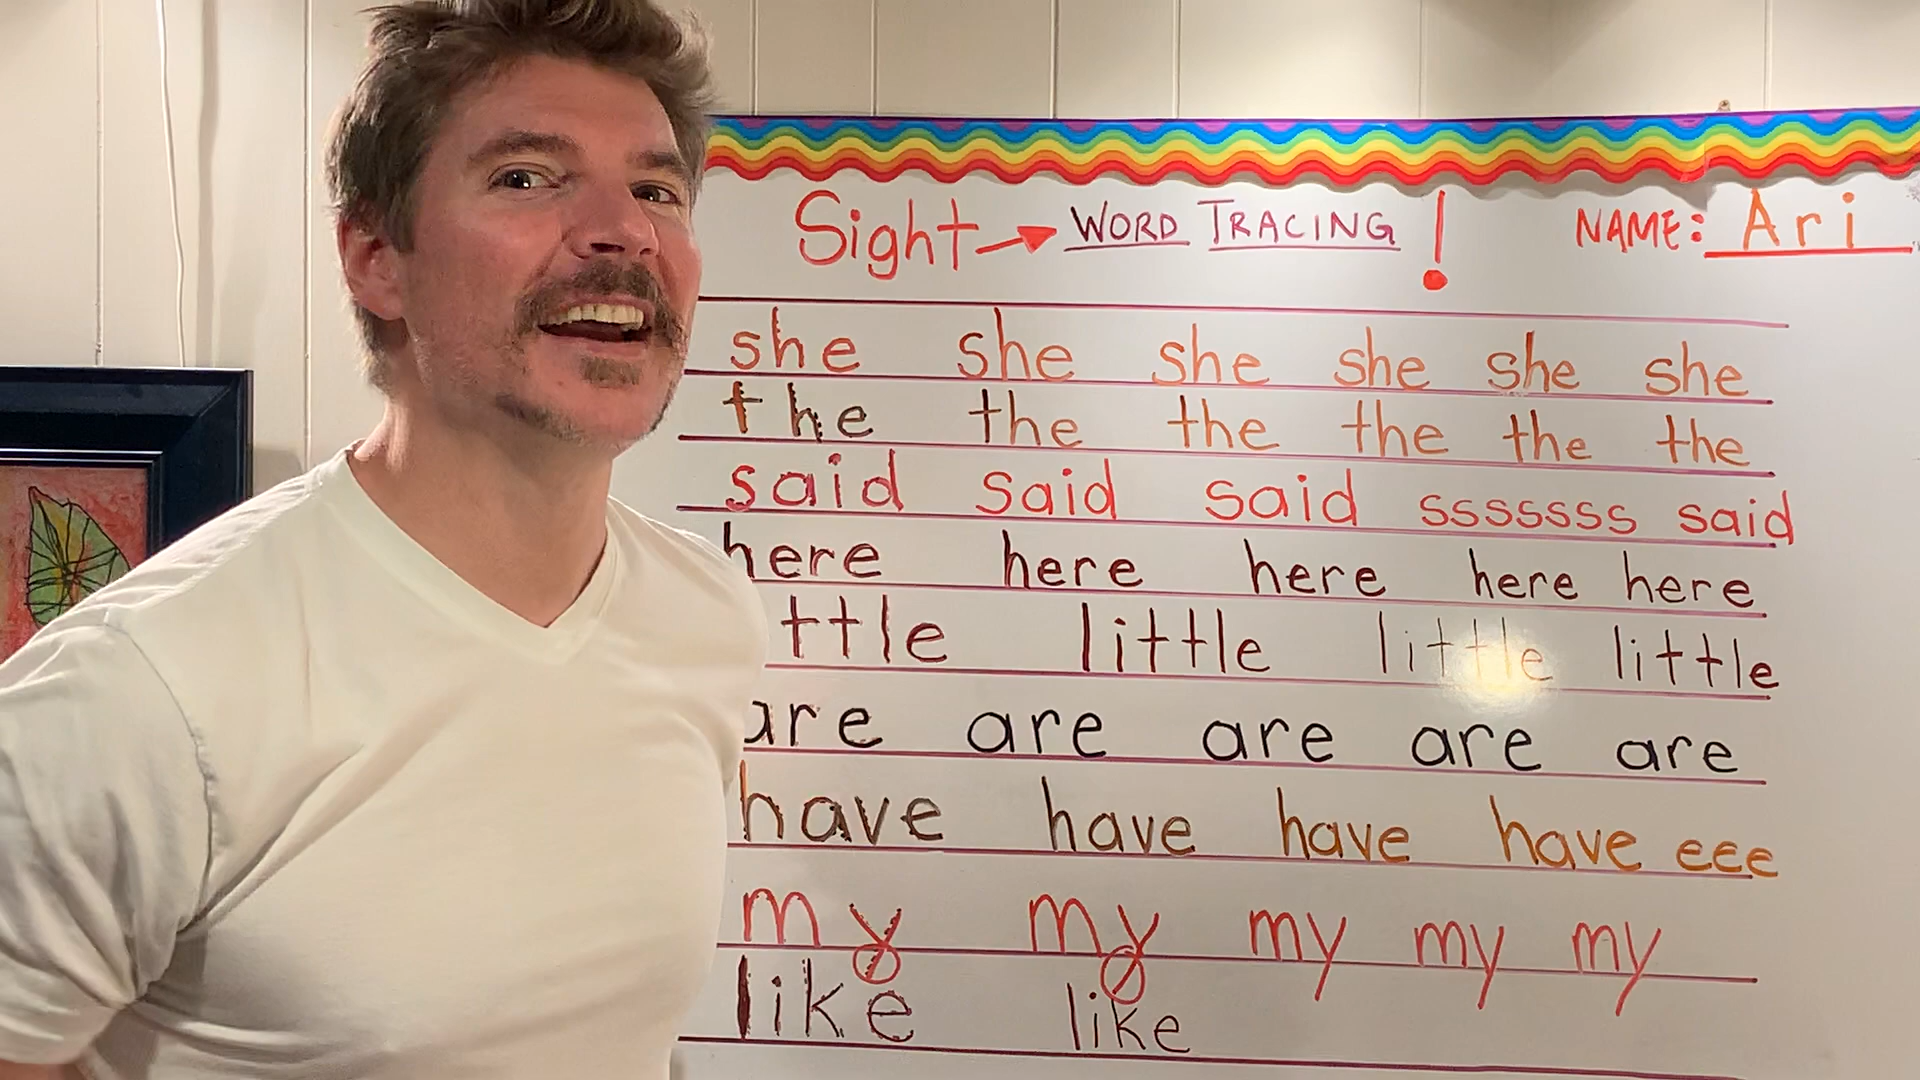 Sight → WORD TRACING! NAME: Ari
she she she she she she
the the the the the the
said said said sssssss said
here here here here here
ttle little little little
are are are are are
have have have have eee
my my my my my
like like